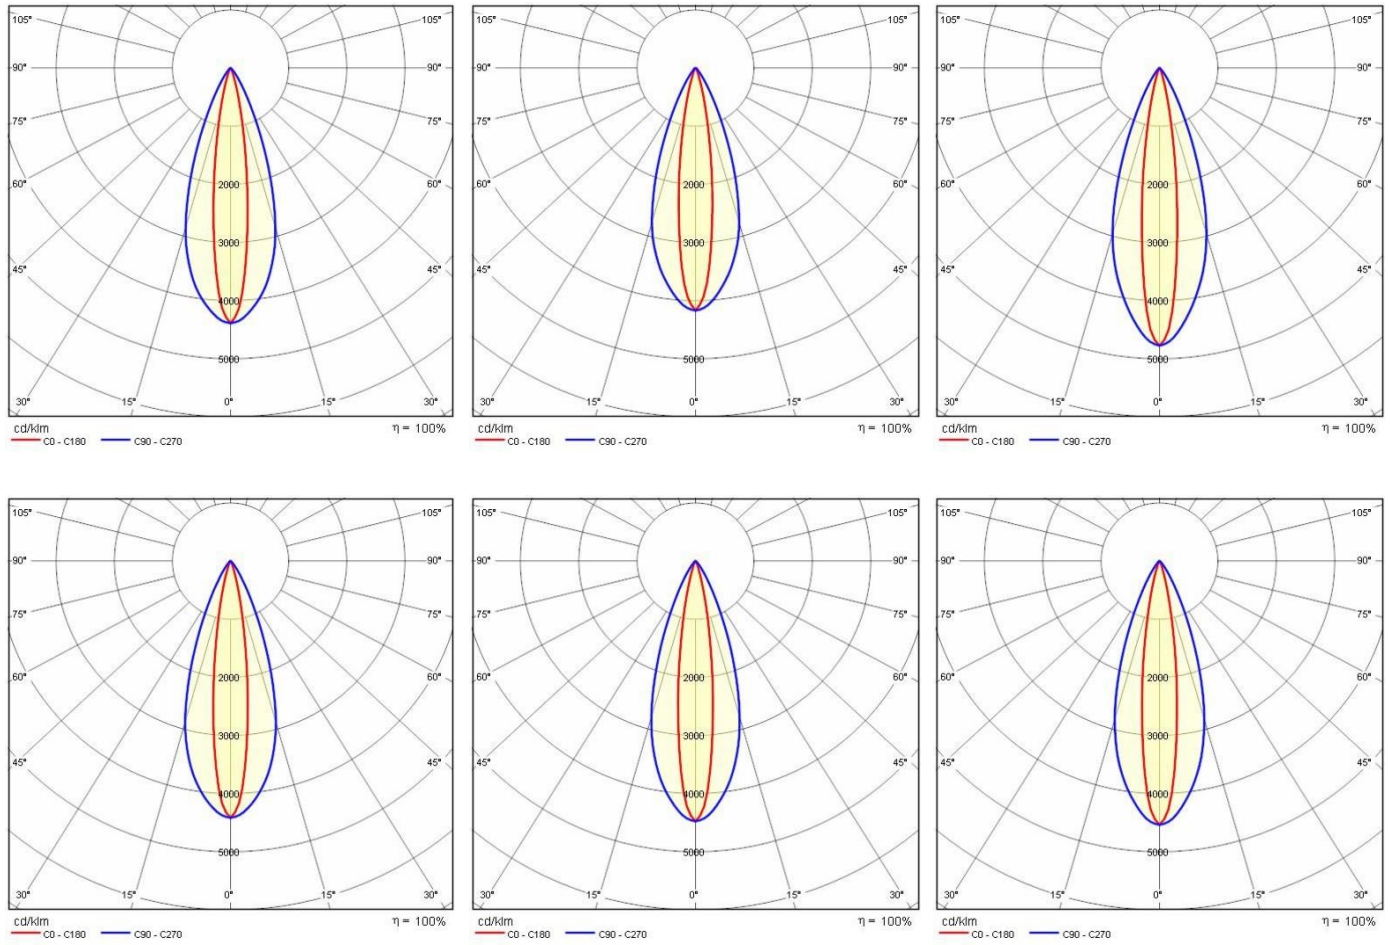 105° 105° 105° 105° 105° 105°
90° 90° 90° 90° 90° 90°
75° 75° 75° 75° 75° 75°
60° 2000 60° 60° 2000 60° 60° 2000 60°
45° 3000 45° 45° 3000 45° 45° 3000 45°
4000 4000 4000
5000 5000 5000
30° 15° 0° 15° 30° 30° 15° 0° 15° 30° 30° 15° 0° 15° 30°
cd/klm η = 100% cd/klm η = 100% cd/klm η = 100%
C0 - C180 C90 - C270 C0 - C180 C90 - C270 C0 - C180 C90 - C270
105° 105° 105° 105° 105° 105°
90° 90° 90° 90° 90° 90°
75° 75° 75° 75° 75° 75°
60° 2000 60° 60° 2000 60° 60° 2000 60°
45° 3000 45° 45° 3000 45° 45° 3000 45°
4000 4000 4000
5000 5000 5000
30° 15° 0° 15° 30° 30° 15° 0° 15° 30° 30° 15° 0° 15° 30°
cd/klm η = 100% cd/klm η = 100% cd/klm η = 100%
C0 - C180 C90 - C270 C0 - C180 C90 - C270 C0 - C180 C90 - C270